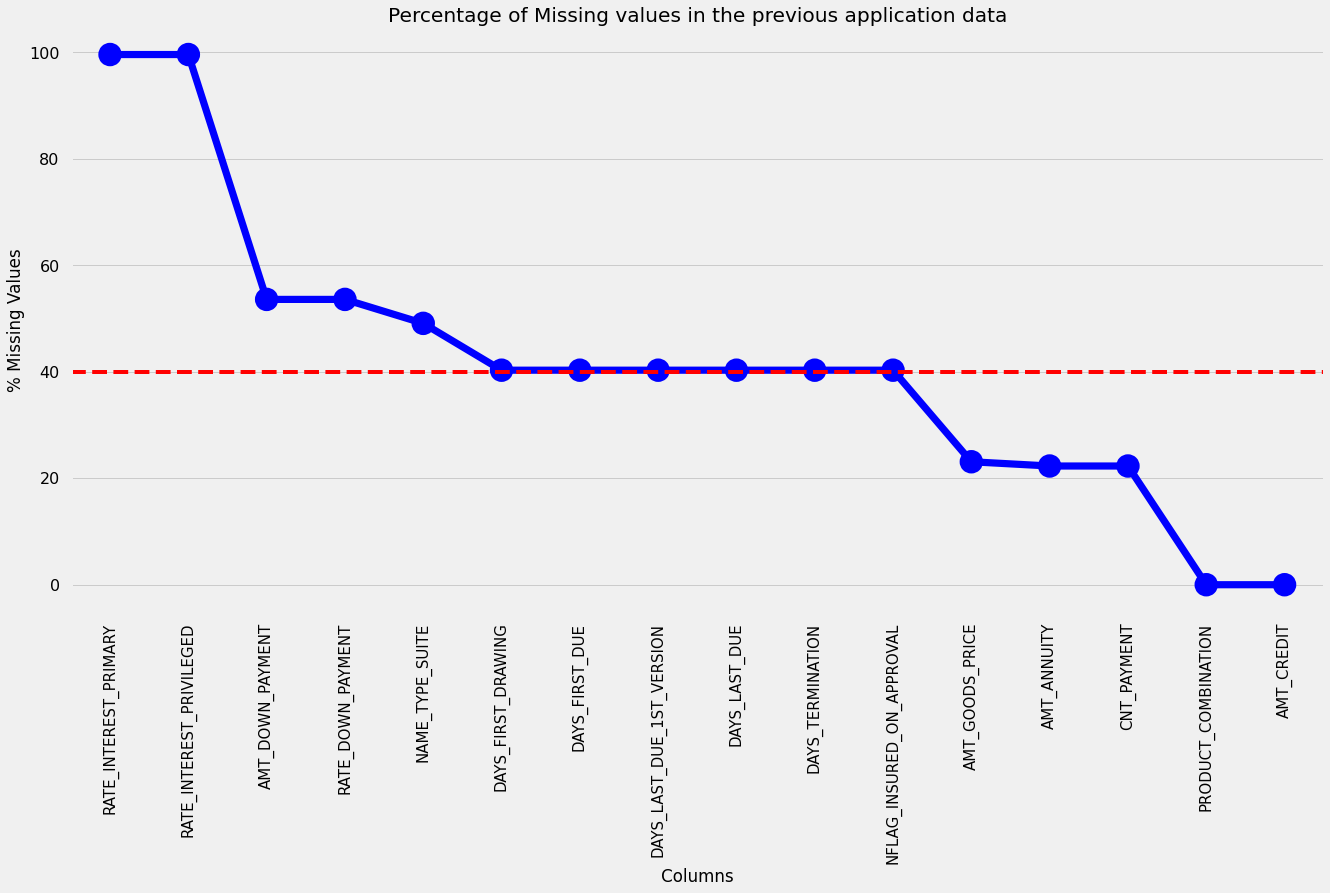 Percentage of Missing values in the previous application data
% Missing Values
100
80
60
40
20
0
RATE_INTEREST_PRIMARY
RATE_INTEREST_PRIVILEGED
AMT_DOWN_PAYMENT
RATE_DOWN_PAYMENT
NAME_TYPE_SUITE
DAYS_FIRST_DRAWING
DAYS_FIRST_DUE
DAYS_LAST_DUE_1ST_VERSION
DAYS_LAST_DUE
DAYS_TERMINATION
NFLAG_INSURED_ON_APPROVAL
AMT_GOODS_PRICE
AMT_ANNUITY
CNT_PAYMENT
PRODUCT_COMBINATION
AMT_CREDIT
Columns